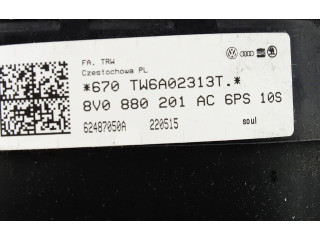 FA. TRW
Czestochowa PL
*670 TW6A02313T.*
8V0 880 201 AC 6PS 10S
62487050A 220515 soul